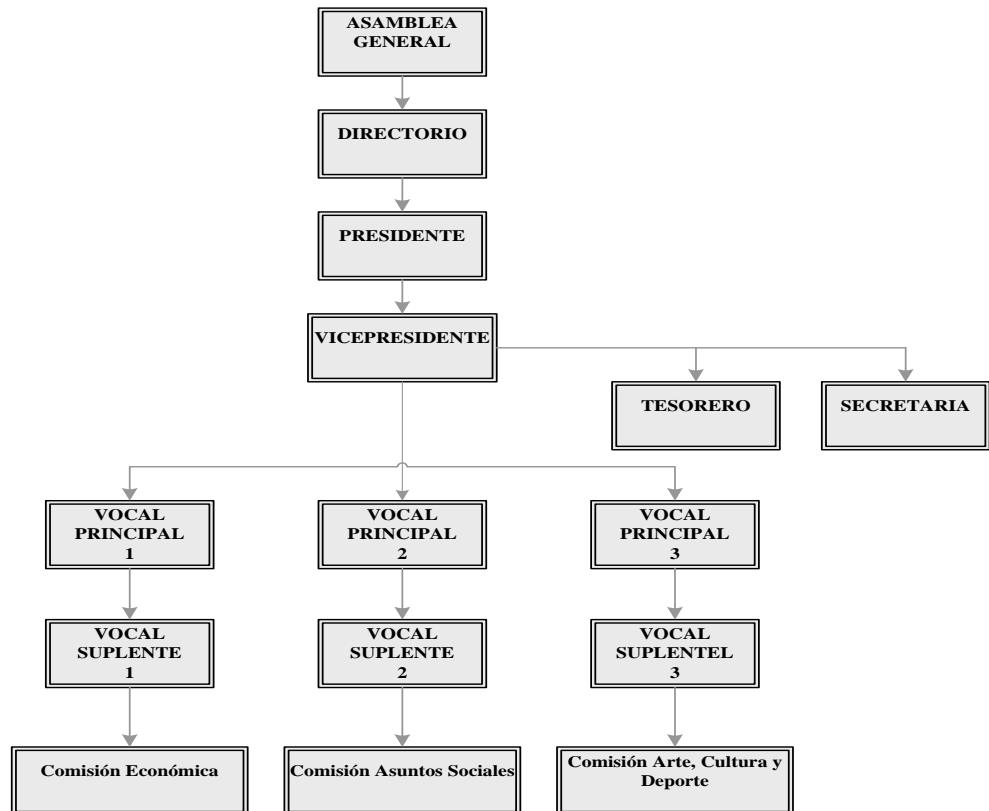 ASAMBLEA
GENERAL
DIRECTORIO
PRESIDENTE
VICEPRESIDENTE
TESORERO
SECRETARIA
VOCAL
PRINCIPAL
1
VOCAL
PRINCIPAL
2
VOCAL
PRINCIPAL
3
VOCAL
SUPLENTE
1
VOCAL
SUPLENTE
2
VOCAL
SUPLENTEL
3
Comisión Económica
Comisión Asuntos Sociales
Comisión Arte, Cultura y
Deporte